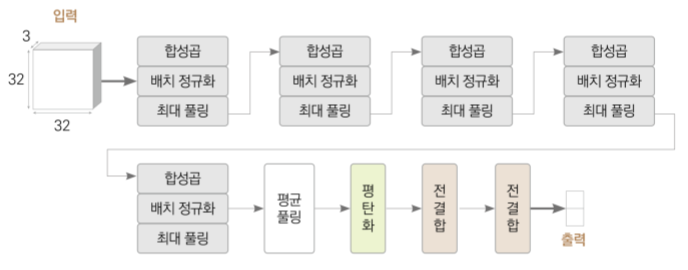 입력
3
32
32
합성곱
배치 정규화
최대 풀링
합성곱
배치 정규화
최대 풀링
합성곱
배치 정규화
최대 풀링
합성곱
배치 정규화
최대 풀링
합성곱
배치 정규화
최대 풀링
평균
풀링
평
탄
화
전
결
합
전
결
합
출력